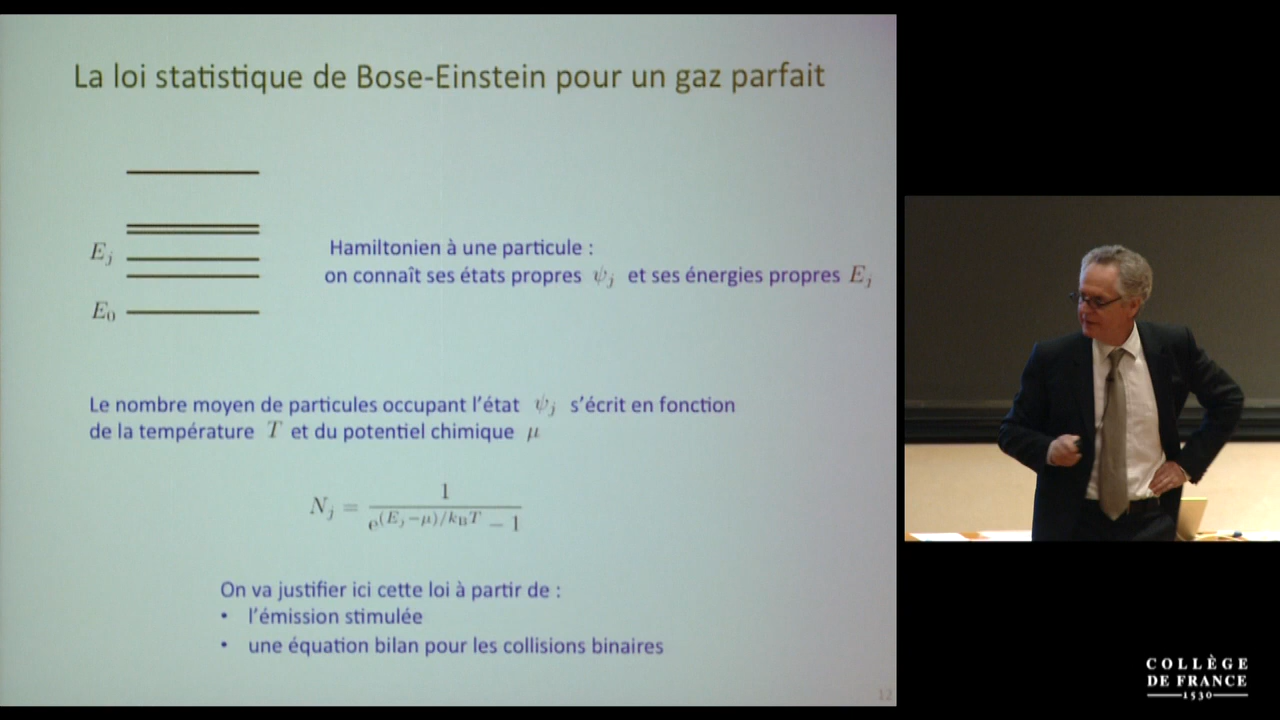 La loi statistique de Bose-Einstein pour un gaz parfait
E_j
E_0
Hamiltonien à une particule :
on connaît ses états propres ψ_j et ses énergies propres E_j
Le nombre moyen de particules occupant l'état ψ_j s'écrit en fonction
de la température T et du potentiel chimique μ
N_j = 1 / (e^{(E_j−μ)/k_B T} − 1)
On va justifier ici cette loi à partir de :
• l'émission stimulée
• une équation bilan pour les collisions binaires
12
COLLÈGE
DE FRANCE
1530